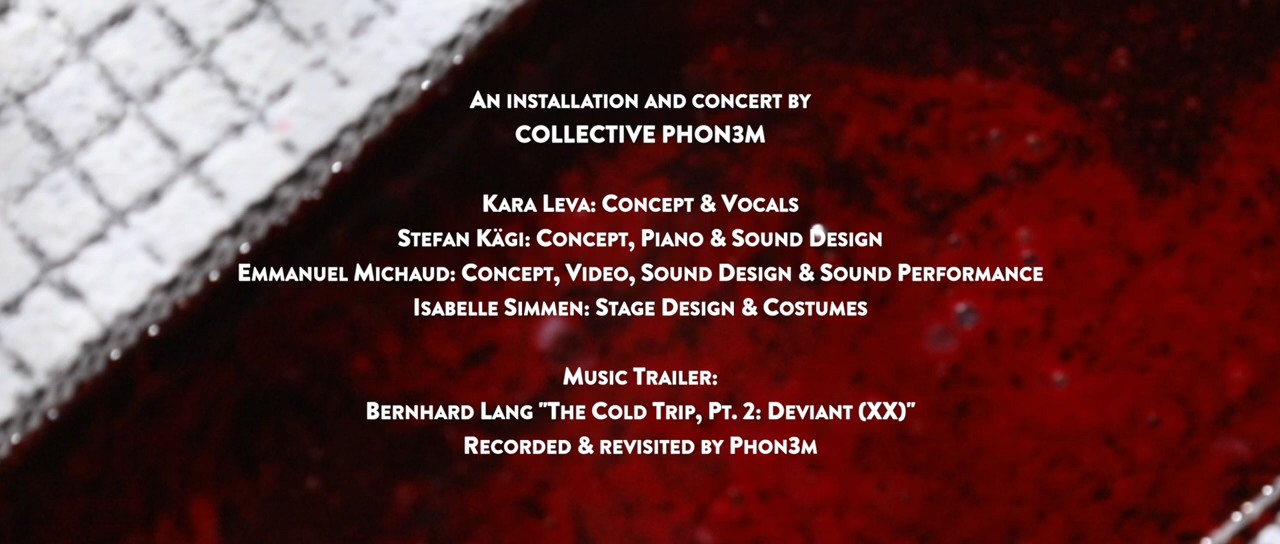 An installation and concert by
COLLECTIVE PHON3M
Kara Leva: Concept & Vocals
Stefan Kägi: Concept, Piano & Sound Design
Emmanuel Michaud: Concept, Video, Sound Design & Sound Performance
Isabelle Simmen: Stage Design & Costumes
Music Trailer:
Bernhard Lang "The Cold Trip, Pt. 2: Deviant (XX)"
Recorded & revisited by Phon3m